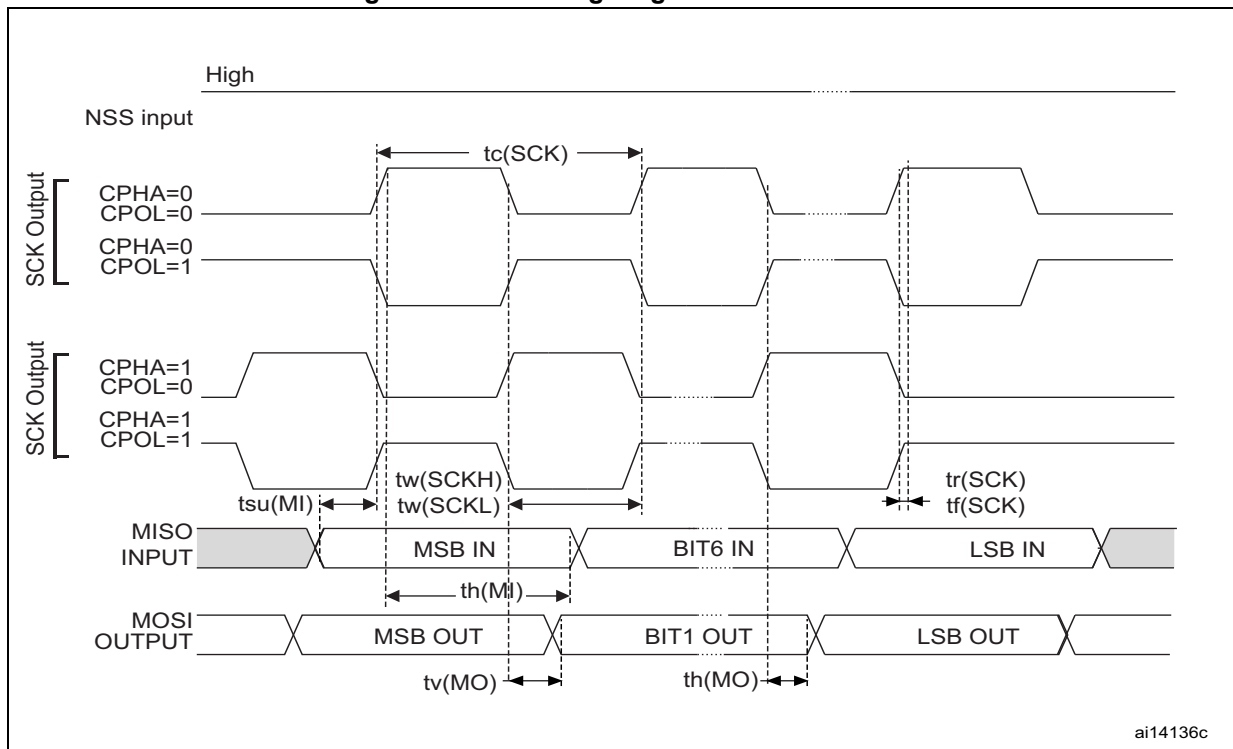 High
NSS input
tc(SCK)
SCK Output
CPHA=0
CPOL=0
CPHA=0
CPOL=1
SCK Output
CPHA=1
CPOL=0
CPHA=1
CPOL=1
tw(SCKH)
tw(SCKL)
tr(SCK)
tf(SCK)
tsu(MI)
MISO
INPUT
MSB IN
BIT6 IN
LSB IN
th(MI)
MOSI
OUTPUT
MSB OUT
BIT1 OUT
LSB OUT
tv(MO)
th(MO)
ai14136c